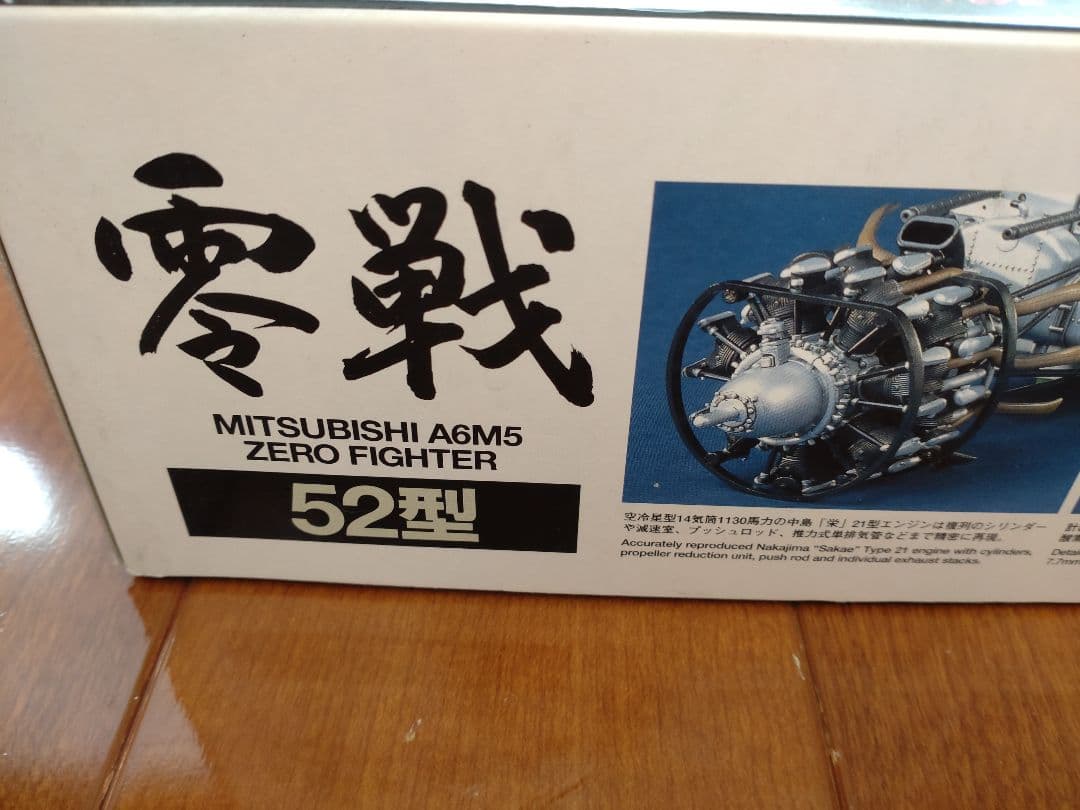 零戦
MITSUBISHI A6M5
ZERO FIGHTER
52型
空冷星型14気筒1130馬力の中島「栄」21型エンジンは複列のシリンダー
や減速室、プッシュロッド、推力式単排気管などまで精密に再現。
Accurately reproduced Nakajima "Sakae" Type 21 engine with cylinders,
propeller reduction unit, push rod and individual exhaust stacks.
計
Detail
7.7mm